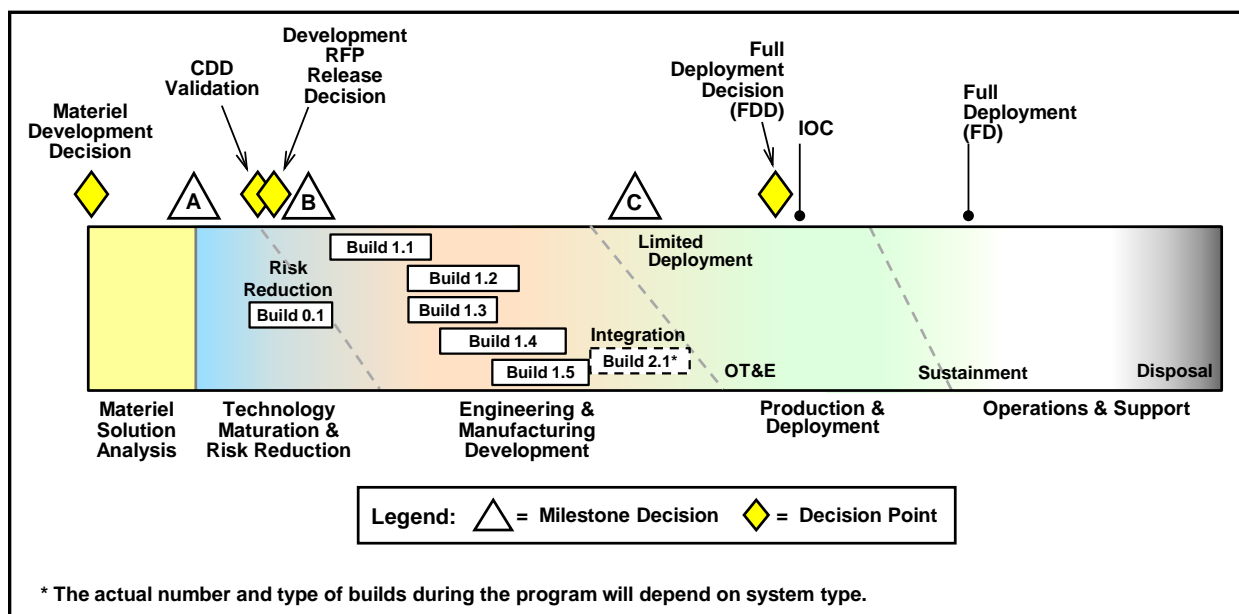 Materiel
Development
Decision
CDD
Validation
Development
RFP
Release
Decision
Full
Deployment
Decision
(FDD)
IOC
Full
Deployment
(FD)
A
B
C
Build 1.1
Limited
Deployment
Risk
Reduction
Build 1.2
Build 0.1
Build 1.3
Build 1.4
Integration
Build 2.1*
Build 1.5
OT&E
Sustainment
Disposal
Materiel
Solution
Analysis
Technology
Maturation &
Risk Reduction
Engineering &
Manufacturing
Development
Production &
Deployment
Operations & Support
Legend:
= Milestone Decision
= Decision Point
* The actual number and type of builds during the program will depend on system type.